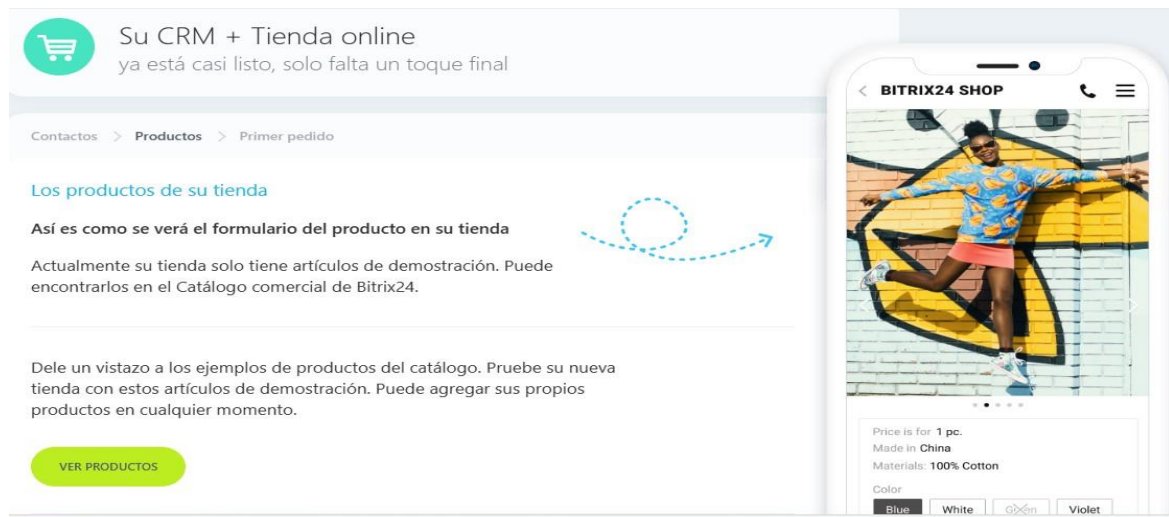 Su CRM + Tienda online
ya está casi listo, solo falta un toque final
Contactos > Productos > Primer pedido
Los productos de su tienda
Así es como se verá el formulario del producto en su tienda
Actualmente su tienda solo tiene artículos de demostración. Puede
encontrarlos en el Catálogo comercial de Bitrix24.
Dele un vistazo a los ejemplos de productos del catálogo. Pruebe su nueva
tienda con estos artículos de demostración. Puede agregar sus propios
productos en cualquier momento.
VER PRODUCTOS
< BITRIX24 SHOP
Price is for 1 pc.
Made in China
Materials: 100% Cotton
Color
Blue White Green Violet